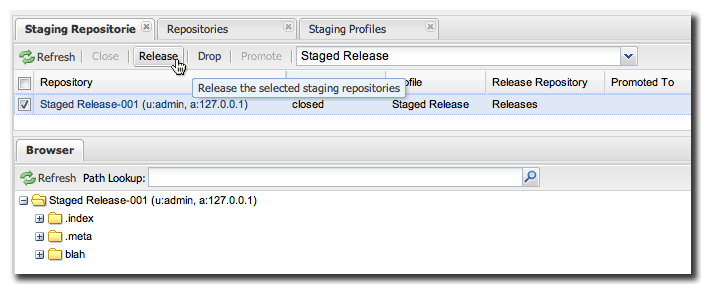 Staging Repositorie Repositories Staging Profiles
Refresh Close Release Drop Promote Staged Release
Repository rofile Release Repository Promoted To
Release the selected staging repositories
Staged Release-001 (u:admin, a:127.0.0.1) closed Staged Release Releases
Browser
Refresh Path Lookup:
Staged Release-001 (u:admin, a:127.0.0.1)
.index
.meta
blah